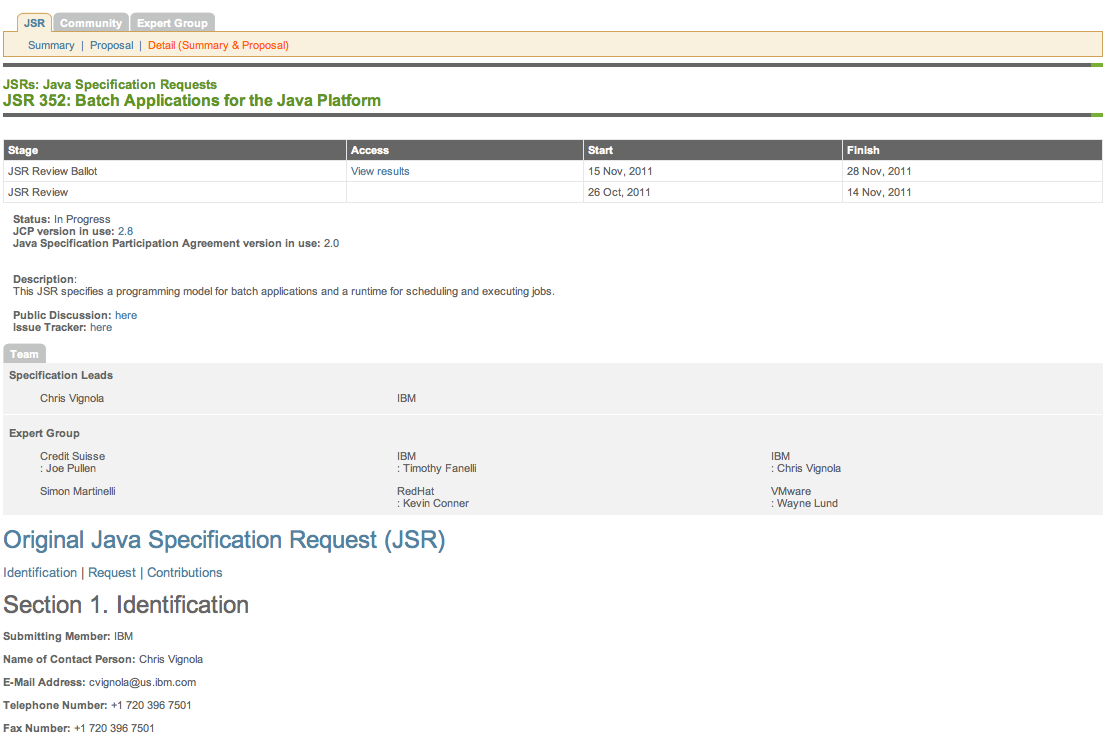 JSR Community Expert Group
Summary | Proposal | Detail (Summary & Proposal)
JSRs: Java Specification Requests
JSR 352: Batch Applications for the Java Platform
Stage Access Start Finish
JSR Review Ballot View results 15 Nov, 2011 28 Nov, 2011
JSR Review 26 Oct, 2011 14 Nov, 2011
Status: In Progress
JCP version in use: 2.8
Java Specification Participation Agreement version in use: 2.0
Description:
This JSR specifies a programming model for batch applications and a runtime for scheduling and executing jobs.
Public Discussion: here
Issue Tracker: here
Team
Specification Leads
Chris Vignola IBM
Expert Group
Credit Suisse IBM IBM
: Joe Pullen : Timothy Fanelli : Chris Vignola
Simon Martinelli RedHat VMware
: Kevin Conner : Wayne Lund
Original Java Specification Request (JSR)
Identification | Request | Contributions
Section 1. Identification
Submitting Member: IBM
Name of Contact Person: Chris Vignola
E-Mail Address: cvignola@us.ibm.com
Telephone Number: +1 720 396 7501
Fax Number: +1 720 396 7501